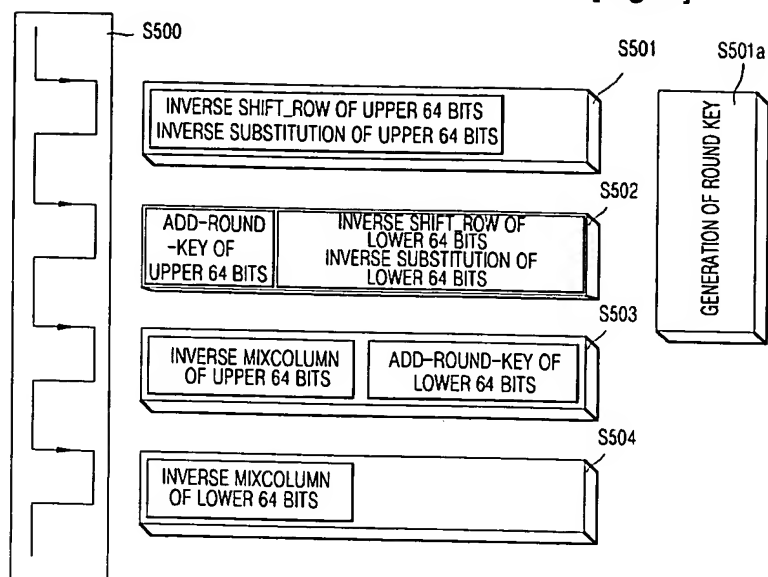 S500
S501
S501a
INVERSE SHIFT_ROW OF UPPER 64 BITS
INVERSE SUBSTITUTION OF UPPER 64 BITS
GENERATION OF ROUND KEY
S502
ADD-ROUND
-KEY OF
UPPER 64 BITS
INVERSE SHIFT_ROW OF
LOWER 64 BITS
INVERSE SUBSTITUTION OF
LOWER 64 BITS
S503
INVERSE MIXCOLUMN
OF UPPER 64 BITS
ADD-ROUND-KEY OF
LOWER 64 BITS
S504
INVERSE MIXCOLUMN
OF LOWER 64 BITS